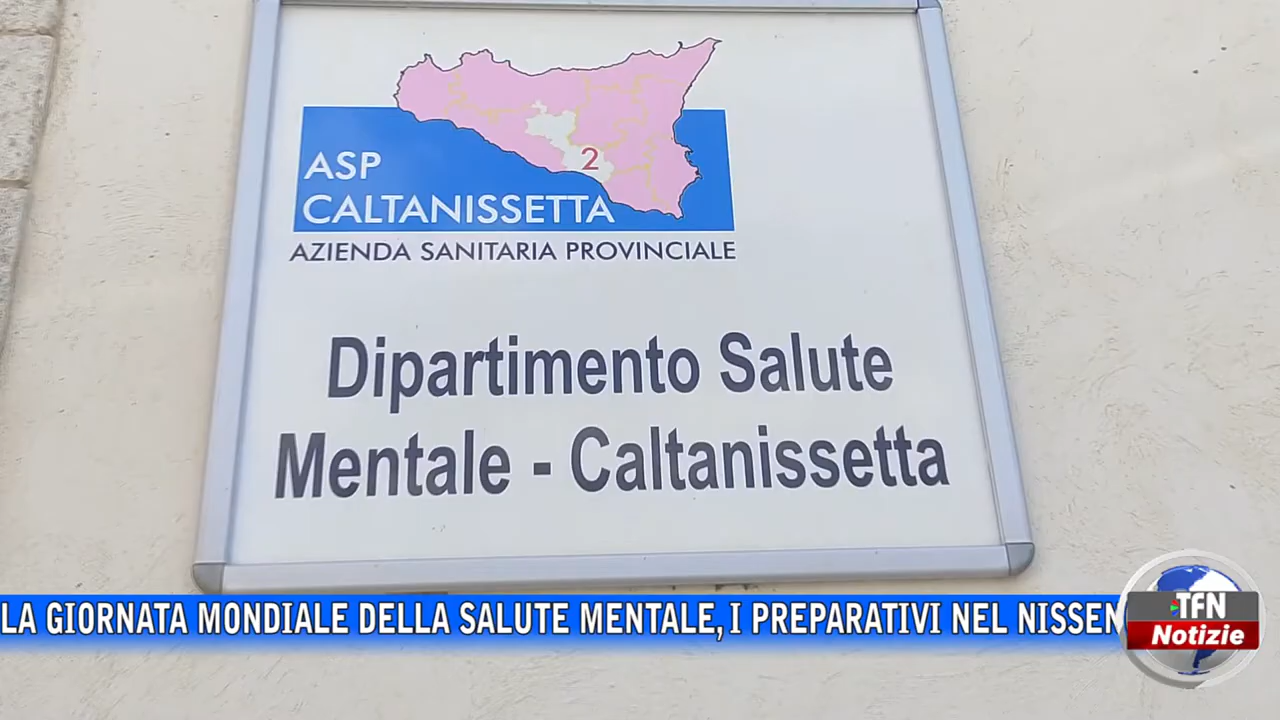 2
ASP
CALTANISSETTA
AZIENDA SANITARIA PROVINCIALE
Dipartimento Salute
Mentale - Caltanissetta
LA GIORNATA MONDIALE DELLA SALUTE MENTALE, I PREPARATIVI NEL NISSEN
TFN
Notizie